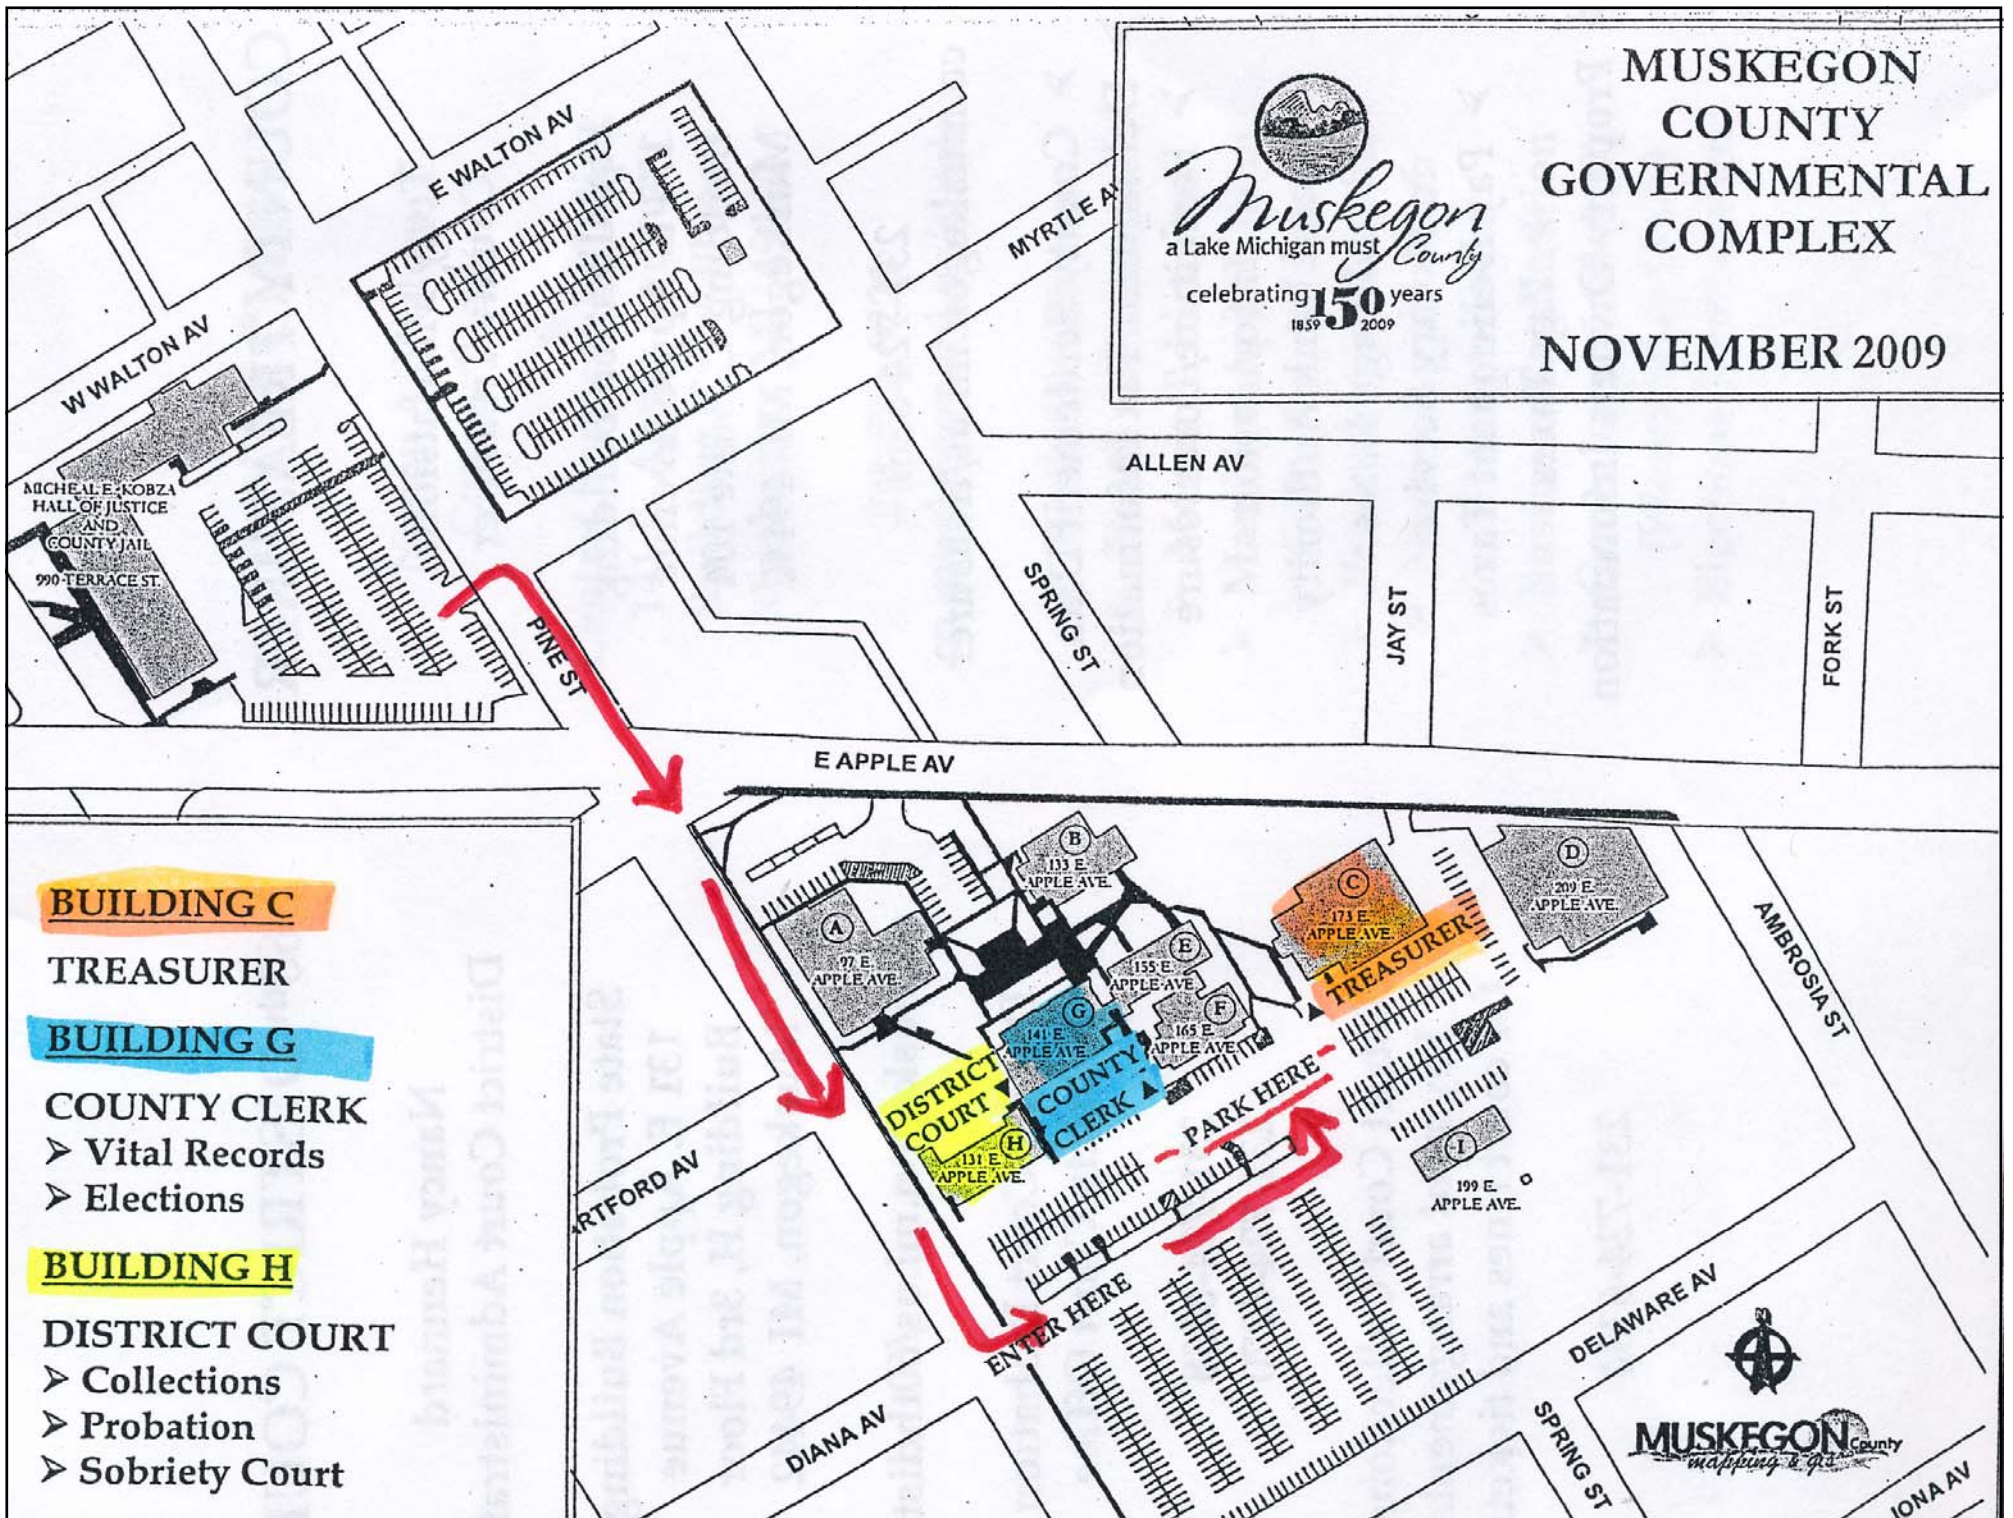 MUSKEGON
COUNTY
GOVERNMENTAL
COMPLEX
NOVEMBER 2009
Muskegon
County
a Lake Michigan must
celebrating 150 years
1859 2009
E WALTON AV
W WALTON AV
MYRTLE AV
ALLEN AV
MICHEAL E. KOBZA
HALL OF JUSTICE
AND
COUNTY JAIL
990 TERRACE ST.
PINE ST
SPRING ST
JAY ST
FORK ST
E APPLE AV
AMBROSIA ST
A
97 E.
APPLE AVE.
B
133 E.
APPLE AVE.
C
173 E.
APPLE AVE.
TREASURER
D
209 E.
APPLE AVE.
E
155 E.
APPLE AVE.
F
165 E.
APPLE AVE.
G
141 E.
APPLE AVE.
COUNTY
CLERK
DISTRICT
COURT
H
131 E.
APPLE AVE.
I
199 E.
APPLE AVE.
PARK HERE
ENTER HERE
ARTFORD AV
DIANA AV
DELAWARE AV
SPRING ST
IONA AV
N
MUSKEGON County
mapping & gis
BUILDING C
TREASURER
BUILDING G
COUNTY CLERK
➤ Vital Records
➤ Elections
BUILDING H
DISTRICT COURT
➤ Collections
➤ Probation
➤ Sobriety Court